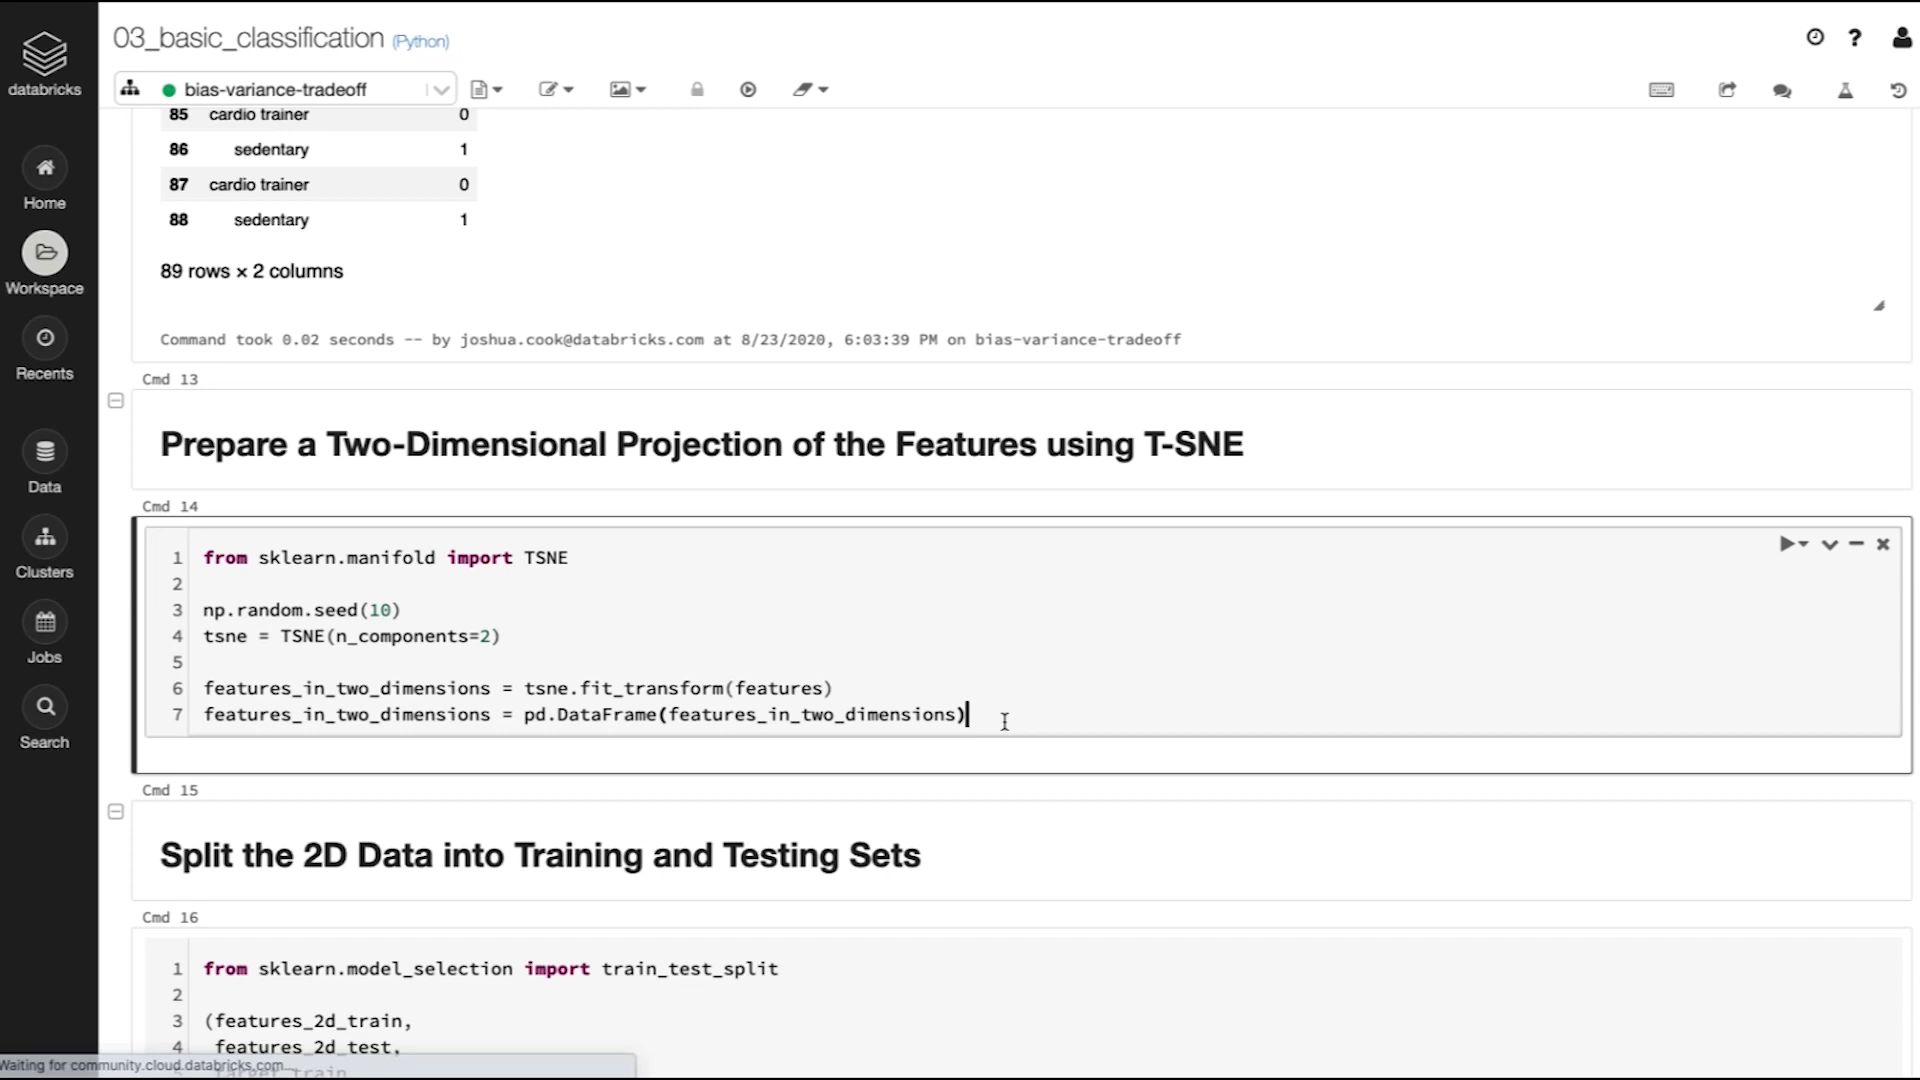 databricks
Home
Workspace
Recents
Data
Clusters
Jobs
Search
03_basic_classification (Python)
?
bias-variance-tradeoff
85 cardio trainer 0
86 sedentary 1
87 cardio trainer 0
88 sedentary 1
89 rows × 2 columns
Command took 0.02 seconds -- by joshua.cook@databricks.com at 8/23/2020, 6:03:39 PM on bias-variance-tradeoff
Cmd 13
Prepare a Two-Dimensional Projection of the Features using T-SNE
Cmd 14
1 from sklearn.manifold import TSNE
2
3 np.random.seed(10)
4 tsne = TSNE(n_components=2)
5
6 features_in_two_dimensions = tsne.fit_transform(features)
7 features_in_two_dimensions = pd.DataFrame(features_in_two_dimensions)
Cmd 15
Split the 2D Data into Training and Testing Sets
Cmd 16
1 from sklearn.model_selection import train_test_split
2
3 (features_2d_train,
4 features_2d_test,
Waiting for community.cloud.databricks.com...